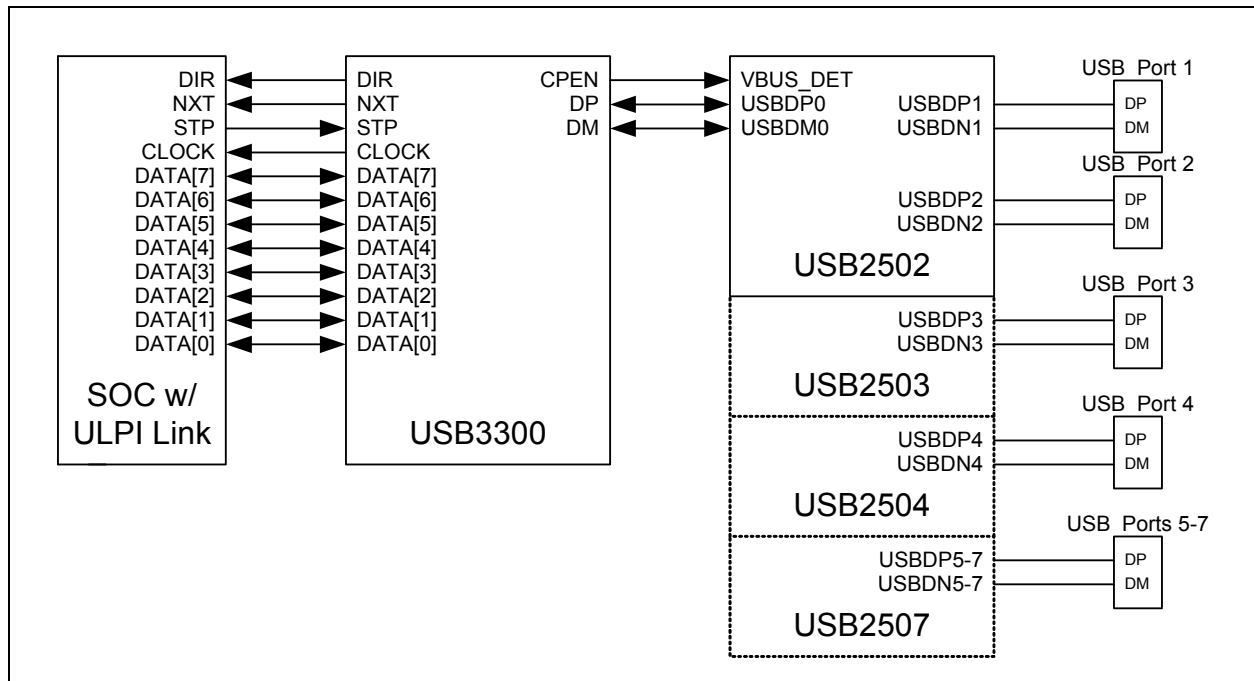 DIR
NXT
STP
CLOCK
DATA[7]
DATA[6]
DATA[5]
DATA[4]
DATA[3]
DATA[2]
DATA[1]
DATA[0]
SOC w/
ULPI Link
DIR
NXT
STP
CLOCK
DATA[7]
DATA[6]
DATA[5]
DATA[4]
DATA[3]
DATA[2]
DATA[1]
DATA[0]
CPEN
DP
DM
USB3300
VBUS_DET
USBDP0
USBDM0
USBDP1
USBDN1
USBDP2
USBDN2
USB2502
USBDP3
USBDN3
USB2503
USBDP4
USBDN4
USB2504
USBDP5-7
USBDN5-7
USB2507
USB Port 1
DP
DM
USB Port 2
DP
DM
USB Port 3
DP
DM
USB Port 4
DP
DM
USB Ports 5-7
DP
DM